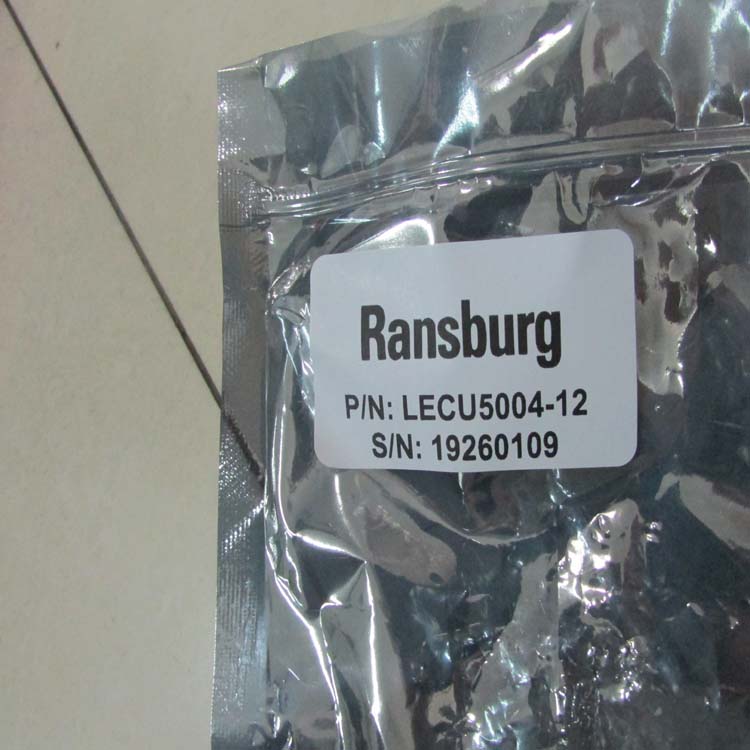 Ransburg
P/N: LECU5004-12
S/N: 19260109